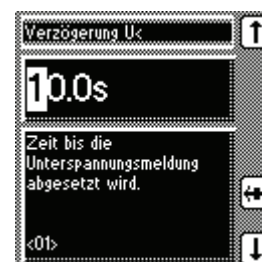 Verzögerung U<
10.0s
Zeit bis die
Unterspannungsmeldung
abgesetzt wird.
<01>